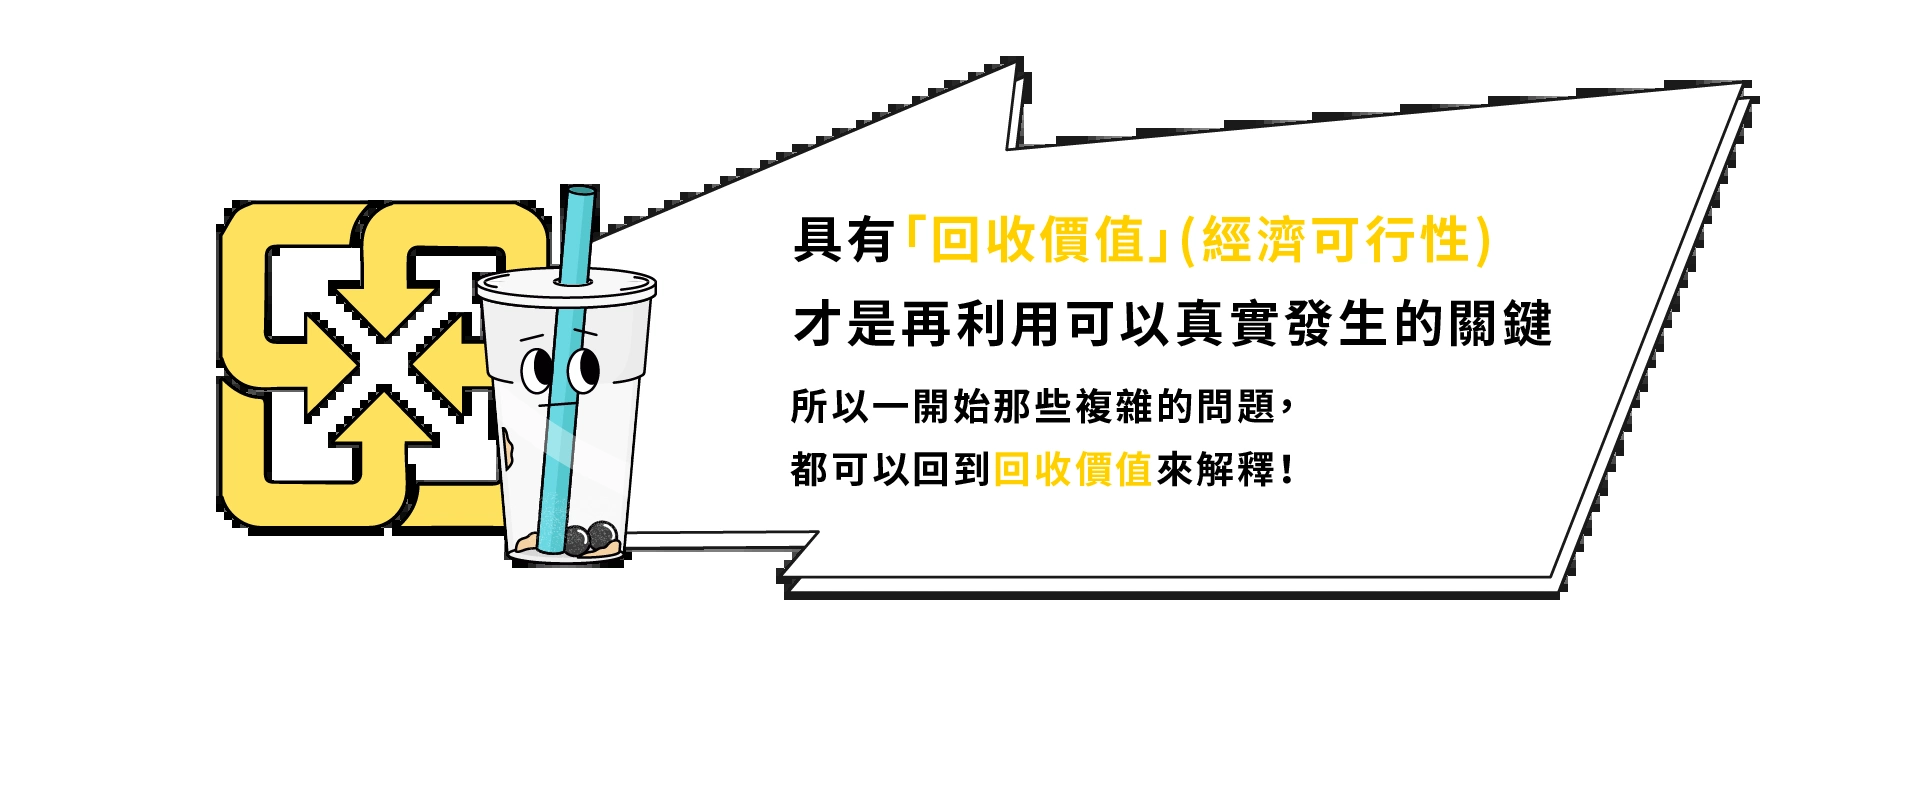 具有「回收價值」(經濟可行性)
才是再利用可以真實發生的關鍵
所以一開始那些複雜的問題，
都可以回到回收價值來解釋！